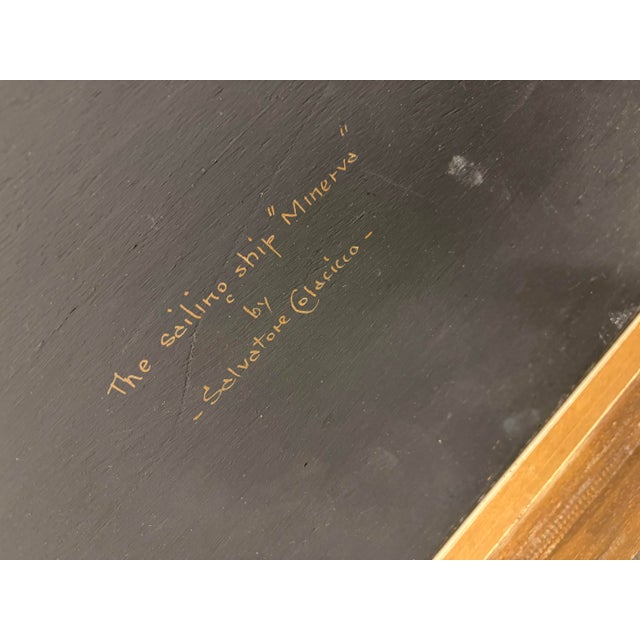 The sailing ship "Minerva"
by
- Salvatore Colacicco -